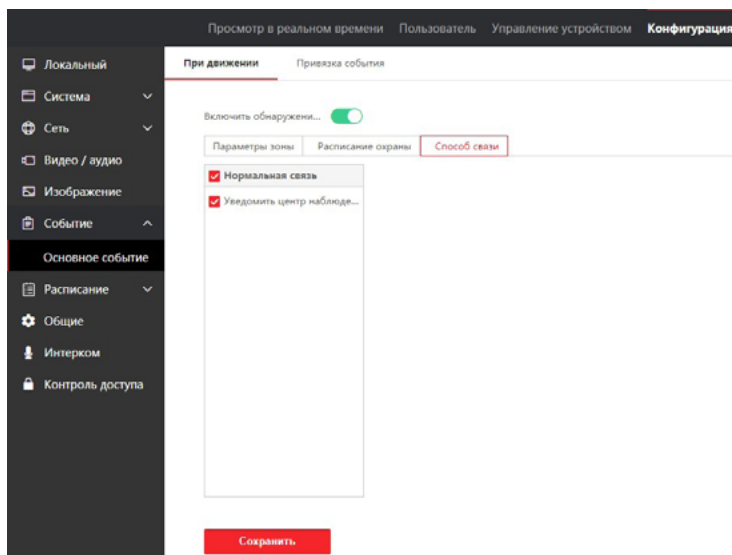 Просмотр в реальном времени Пользователь Управление устройством Конфигурация
Локальный
Система
Сеть
Видео / аудио
Изображение
Событие
Основное событие
Расписание
Общие
Интерком
Контроль доступа
При движении Привязка события
Включить обнаружени...
Параметры зоны Расписание охраны Способ связи
Нормальная связь
Уведомить центр наблюде...
Сохранить